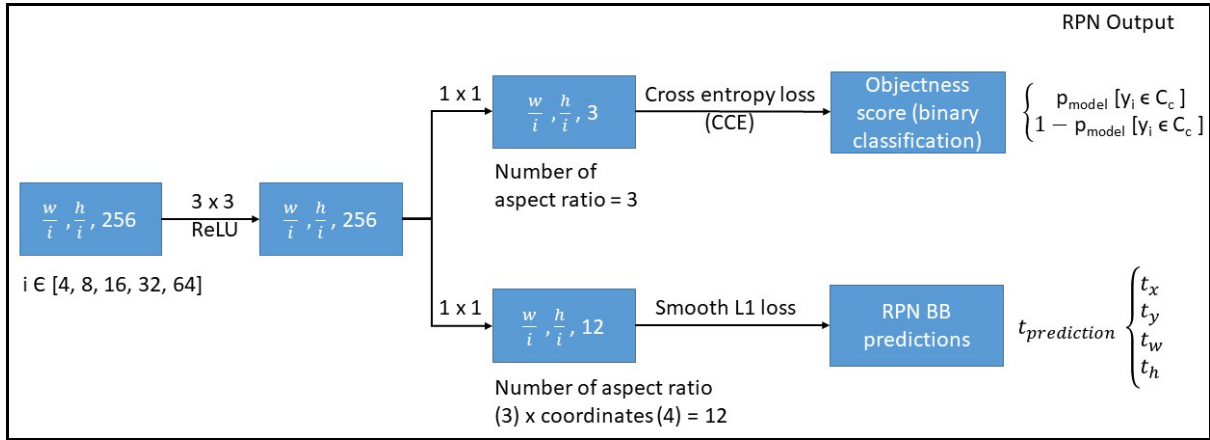 RPN Output
w/i , h/i , 256
i ϵ [4, 8, 16, 32, 64]
3 x 3
ReLU
w/i , h/i , 256
1 x 1
w/i , h/i , 3
Number of
aspect ratio = 3
Cross entropy loss
(CCE)
Objectness
score (binary
classification)
p_model [y_i ϵ C_c ]
1 − p_model [y_i ϵ C_c ]
1 x 1
w/i , h/i , 12
Number of aspect ratio
(3) x coordinates (4) = 12
Smooth L1 loss
RPN BB
predictions
t_prediction
t_x
t_y
t_w
t_h